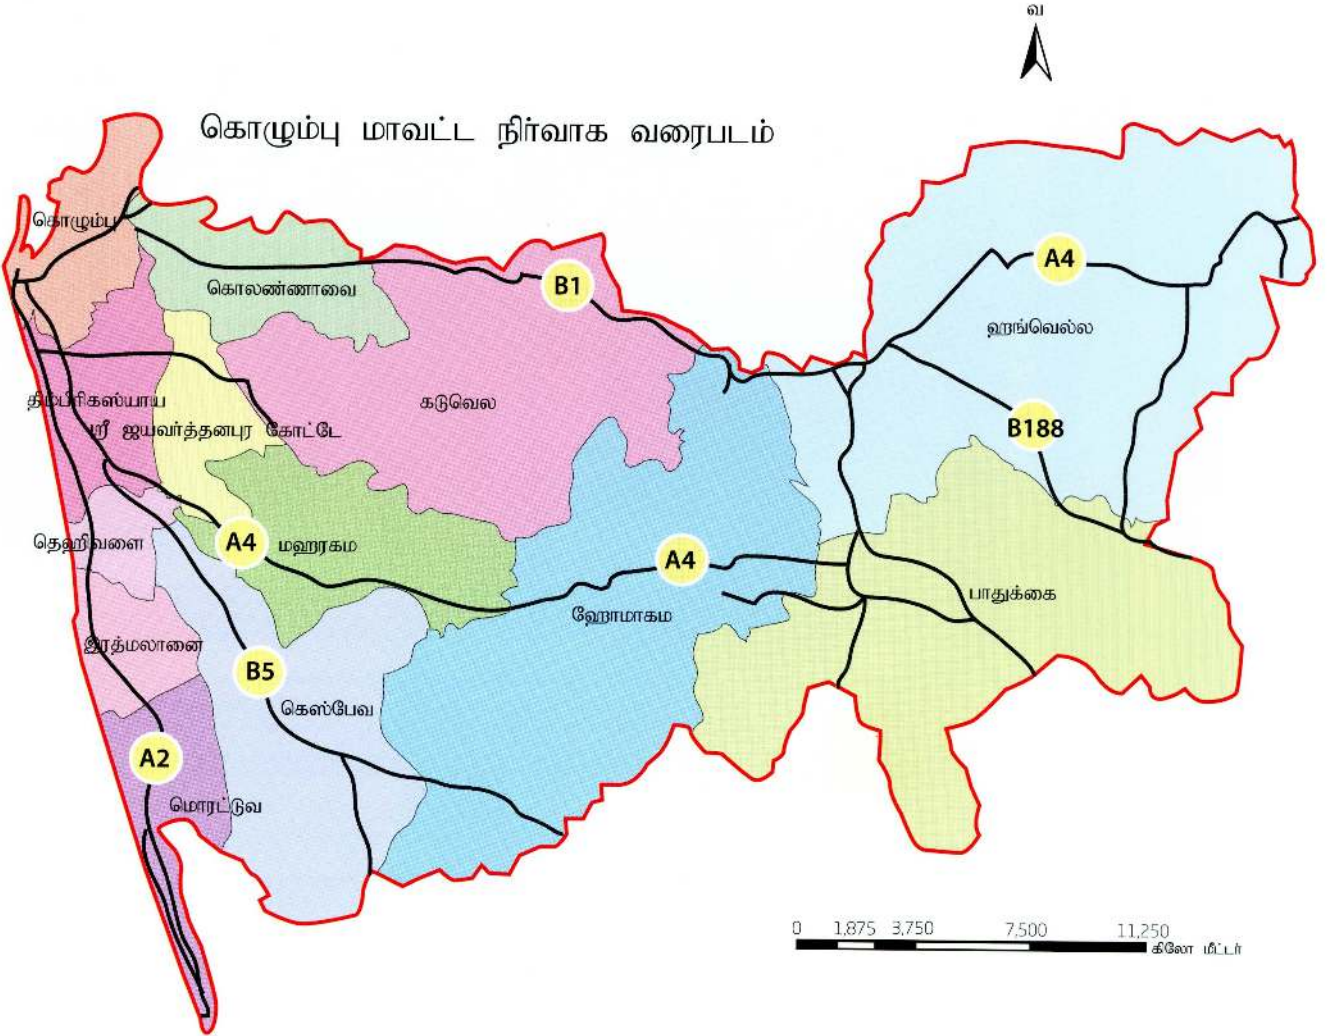 வ
கொழும்பு மாவட்ட நிர்வாக வரைபடம்
கொழும்பு
கொலண்ணாவை
B1
A4
ஹங்வெல்ல
திம்பிரிகஸ்யாய
கடுவெல
ஸ்ரீ ஜயவர்த்தனபுர கோட்டே
B188
தெஹிவளை
A4
மஹரகம
A4
ஹோமாகம
பாதுக்கை
இரத்மலானை
B5
கெஸ்பேவ
A2
மொரட்டுவ
0 1,875 3,750 7,500 11,250
கிலோ மீட்டர்